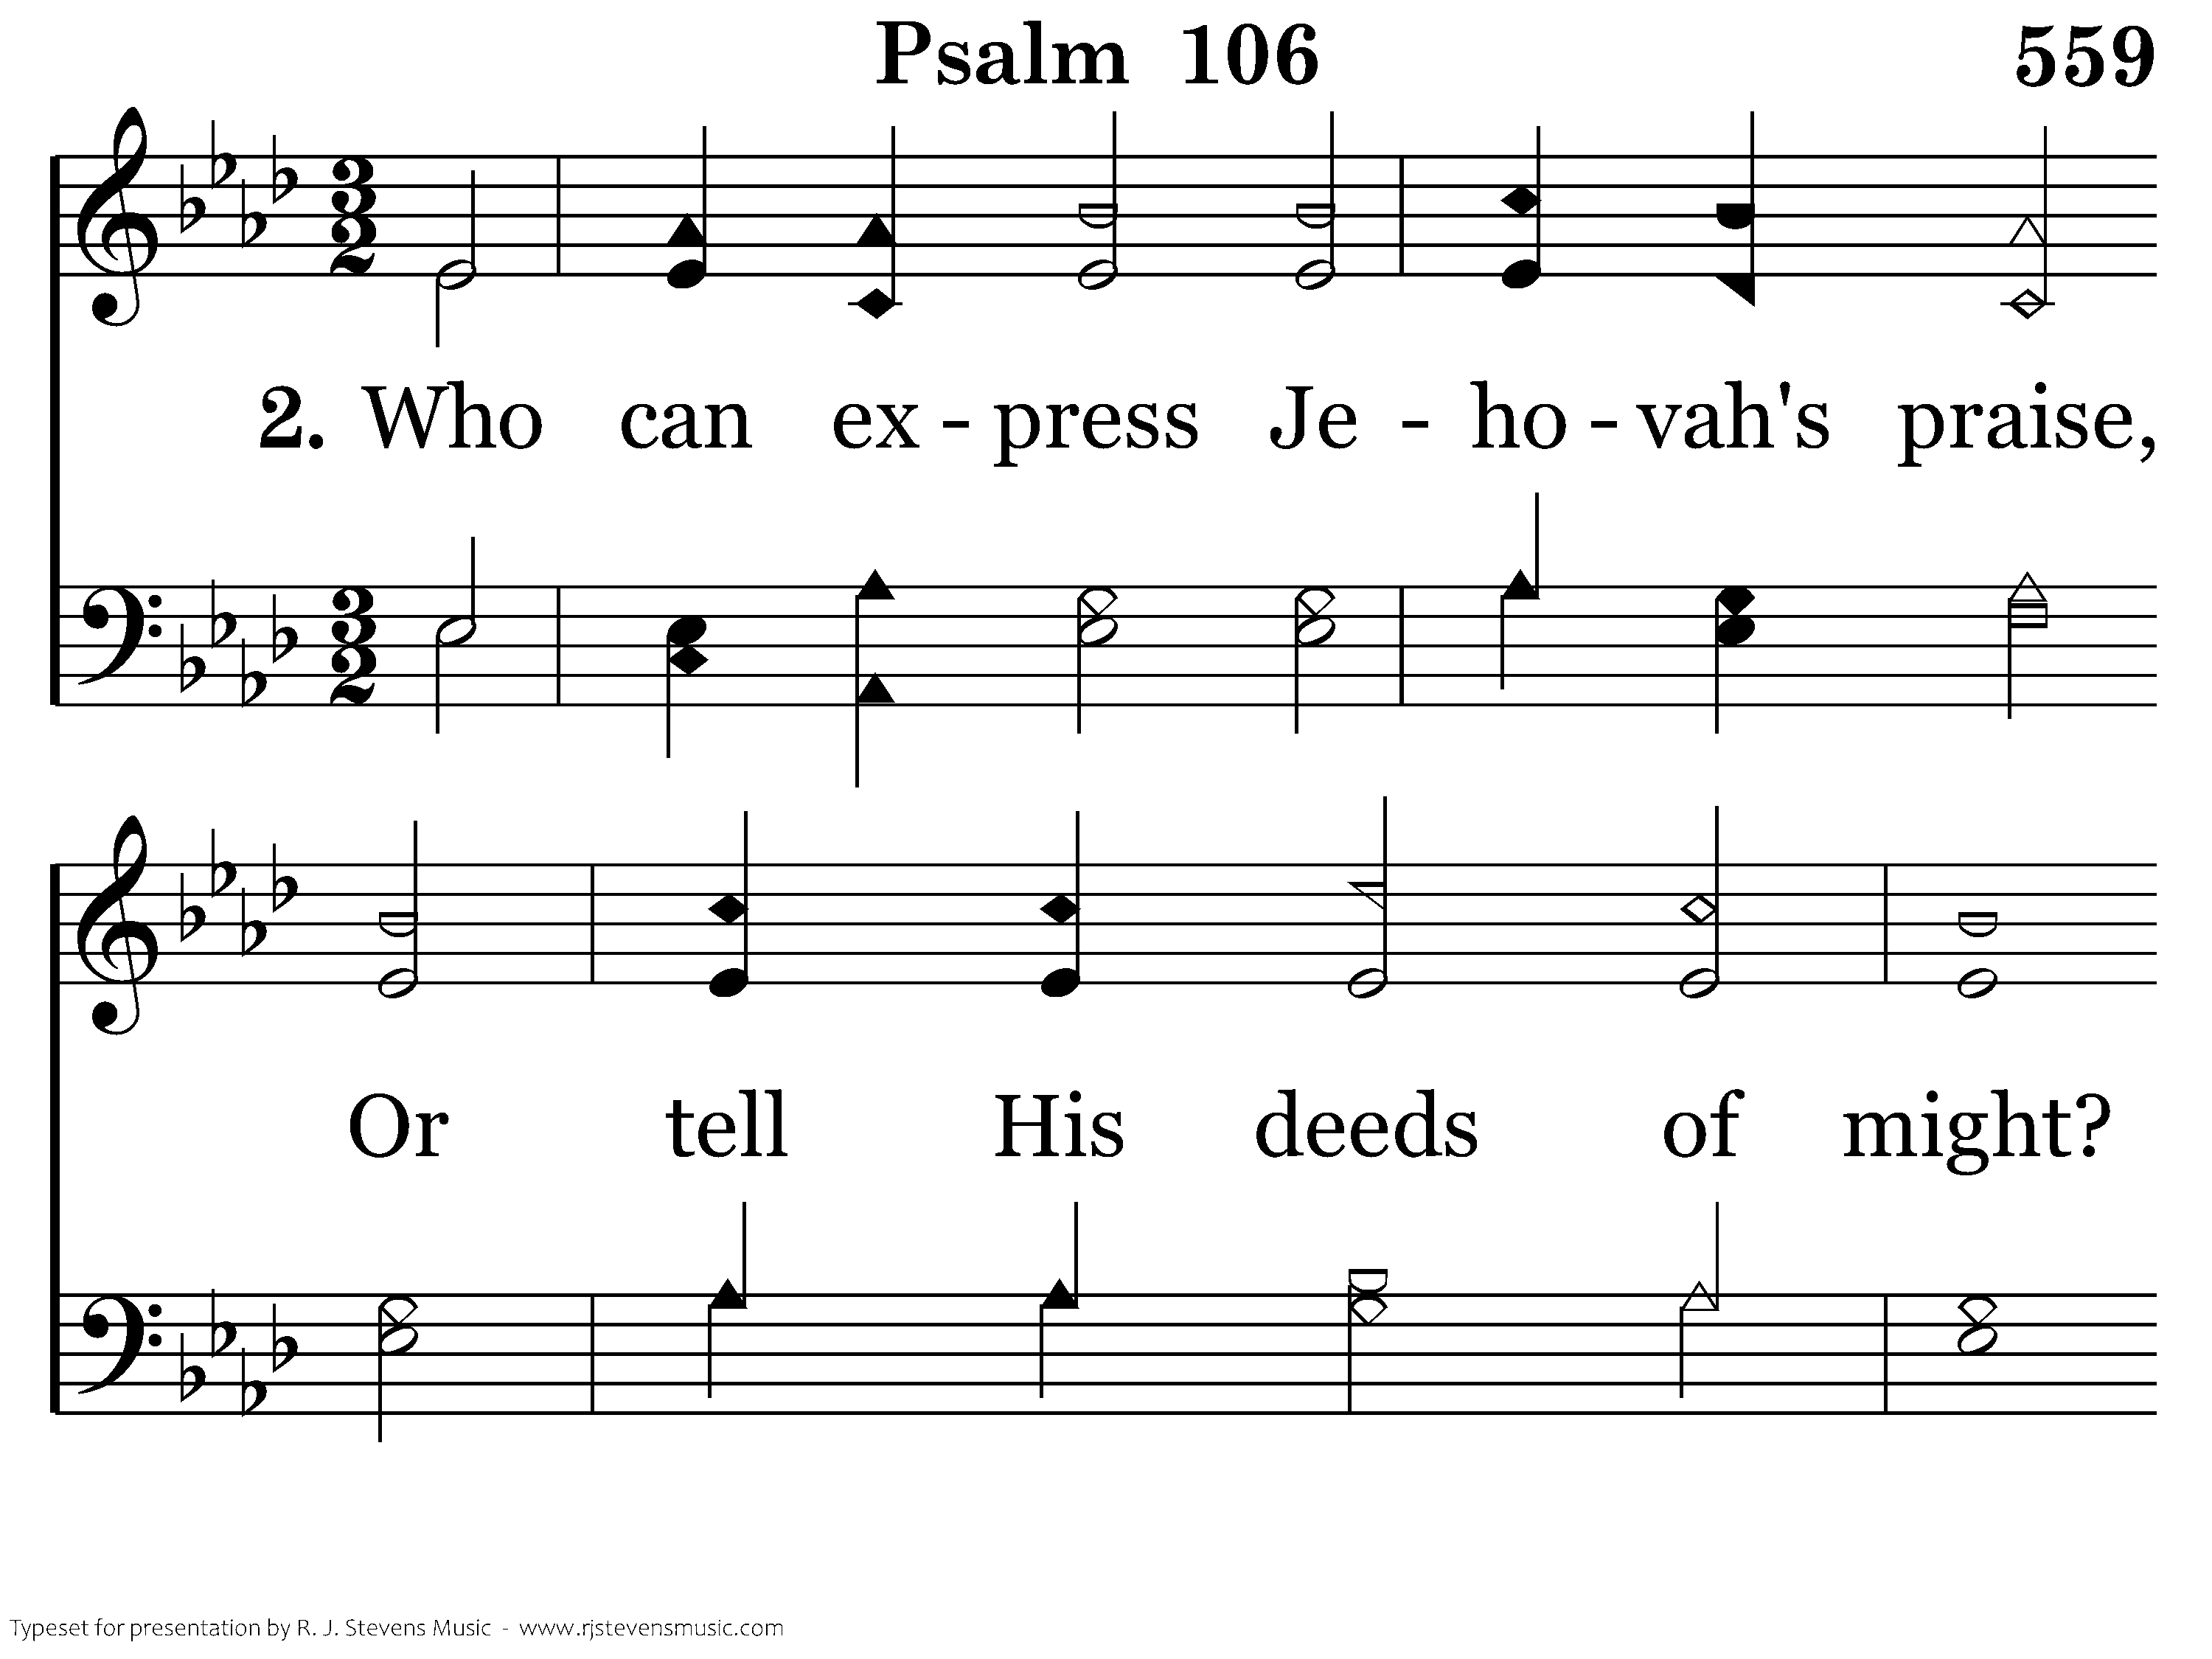 Psalm 106 559
2. Who can ex - press Je - ho - vah's praise,
Or tell His deeds of might?
Typeset for presentation by R. J. Stevens Music - www.rjstevensmusic.com